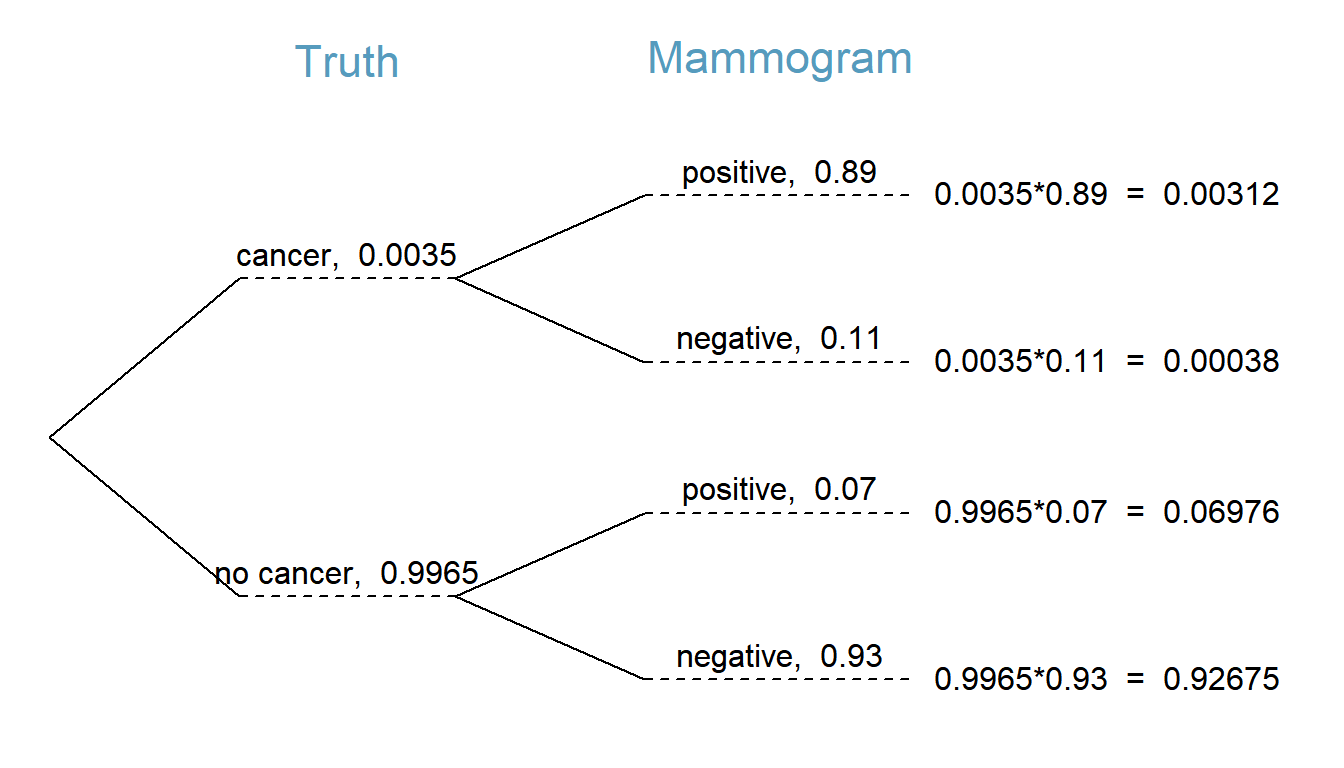 Truth
Mammogram
positive, 0.89
0.0035*0.89 = 0.00312
cancer, 0.0035
negative, 0.11
0.0035*0.11 = 0.00038
positive, 0.07
0.9965*0.07 = 0.06976
no cancer, 0.9965
negative, 0.93
0.9965*0.93 = 0.92675